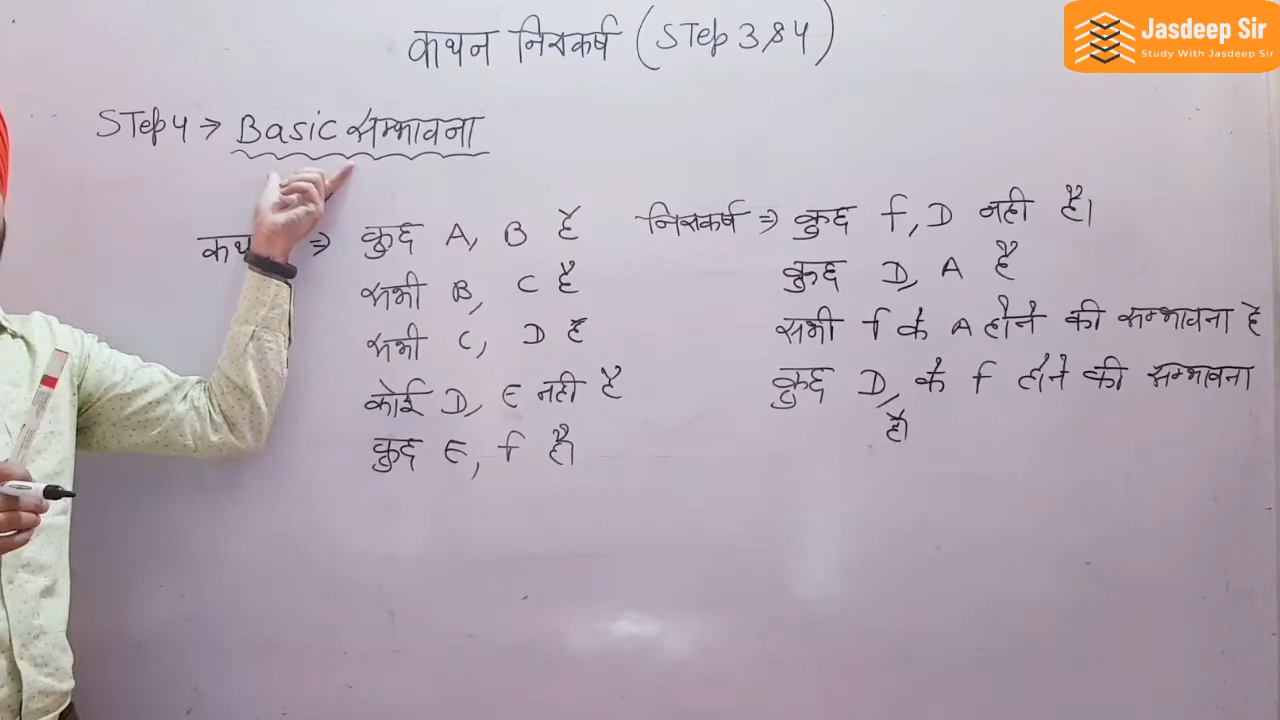 कथन निष्कर्ष (STep 3 & 4)
Jasdeep Sir
Study With Jasdeep Sir
STep 4 → Basic सम्भावना
⇒ कुछ A, B है
सभी B, C है
सभी C, D है
कोई D, E नही है
कुछ E, f है।
निष्कर्ष ⇒ कुछ f, D नही है।
कुछ D, A है
सभी f के A होने की सम्भावना है
कुछ D, के f होने की सम्भावना
है।